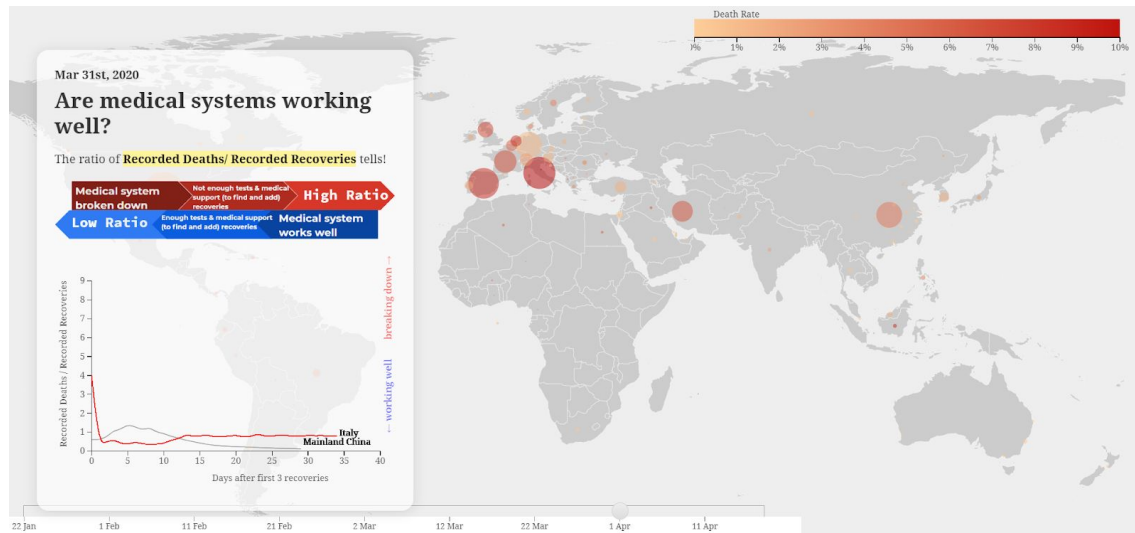 Death Rate
0% 1% 2% 3% 4% 5% 6% 7% 8% 9% 10%
Mar 31st, 2020
Are medical systems working
well?
The ratio of Recorded Deaths/ Recorded Recoveries tells!
Medical system
broken down
Not enough tests & medical
support (to find and add)
recoveries
High Ratio
Low Ratio
Enough tests & medical support
(to find and add) recoveries
Medical system
works well
Recorded Deaths / Recorded Recoveries
9
8
7
6
5
4
3
2
1
0
breaking down →
← working well
Italy
Mainland China
0 5 10 15 20 25 30 35 40
Days after first 3 recoveries
22 Jan 1 Feb 11 Feb 21 Feb 2 Mar 12 Mar 22 Mar 1 Apr 11 Apr